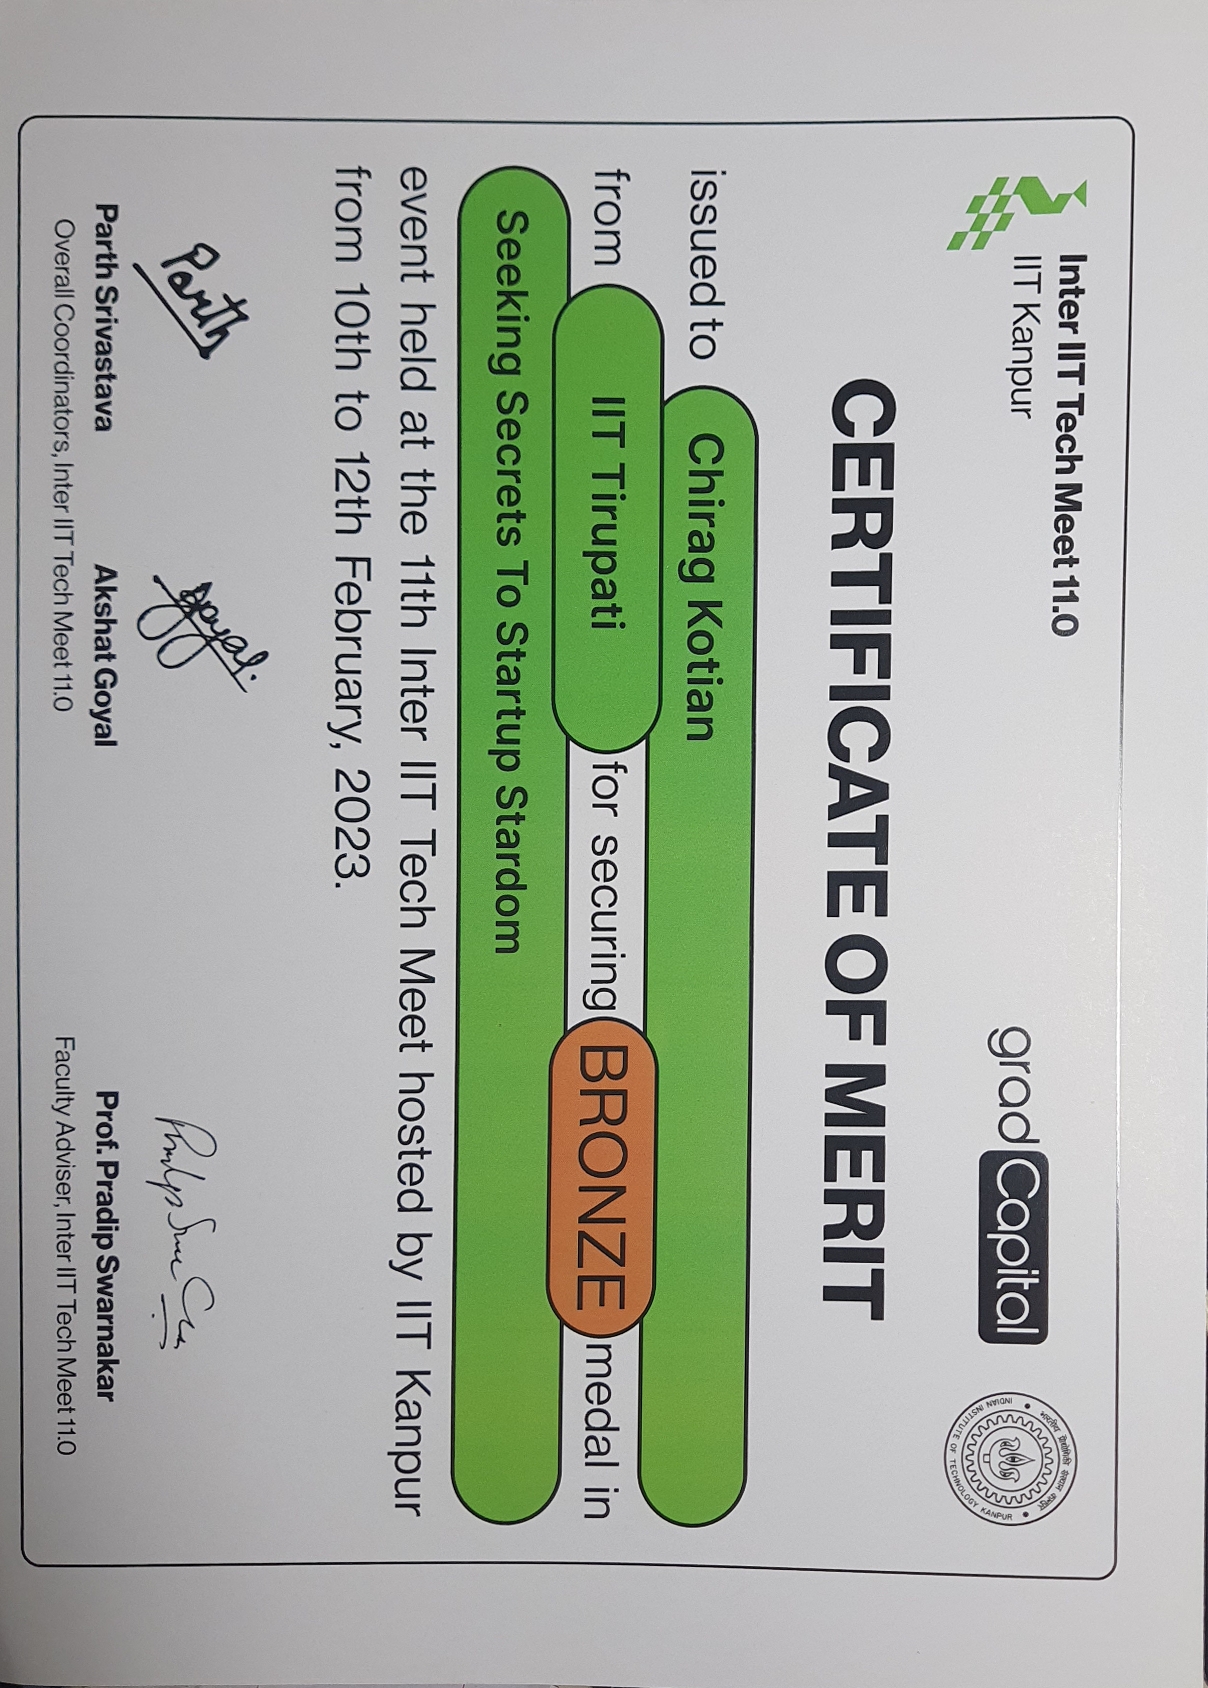 Inter IIT Tech Meet 11.0
IIT Kanpur
grad Capital
भारतीय प्रौद्योगिकी संस्थान कानपुर
INDIAN INSTITUTE OF TECHNOLOGY KANPUR
CERTIFICATE OF MERIT
issued to Chirag Kotian
from IIT Tirupati for securing BRONZE medal in
Seeking Secrets To Startup Stardom
event held at the 11th Inter IIT Tech Meet hosted by IIT Kanpur
from 10th to 12th February, 2023.
Parth
Goyal.
Parth Srivastava
Akshat Goyal
Prof. Pradip Swarnakar
Overall Coordinators, Inter IIT Tech Meet 11.0
Faculty Adviser, Inter IIT Tech Meet 11.0